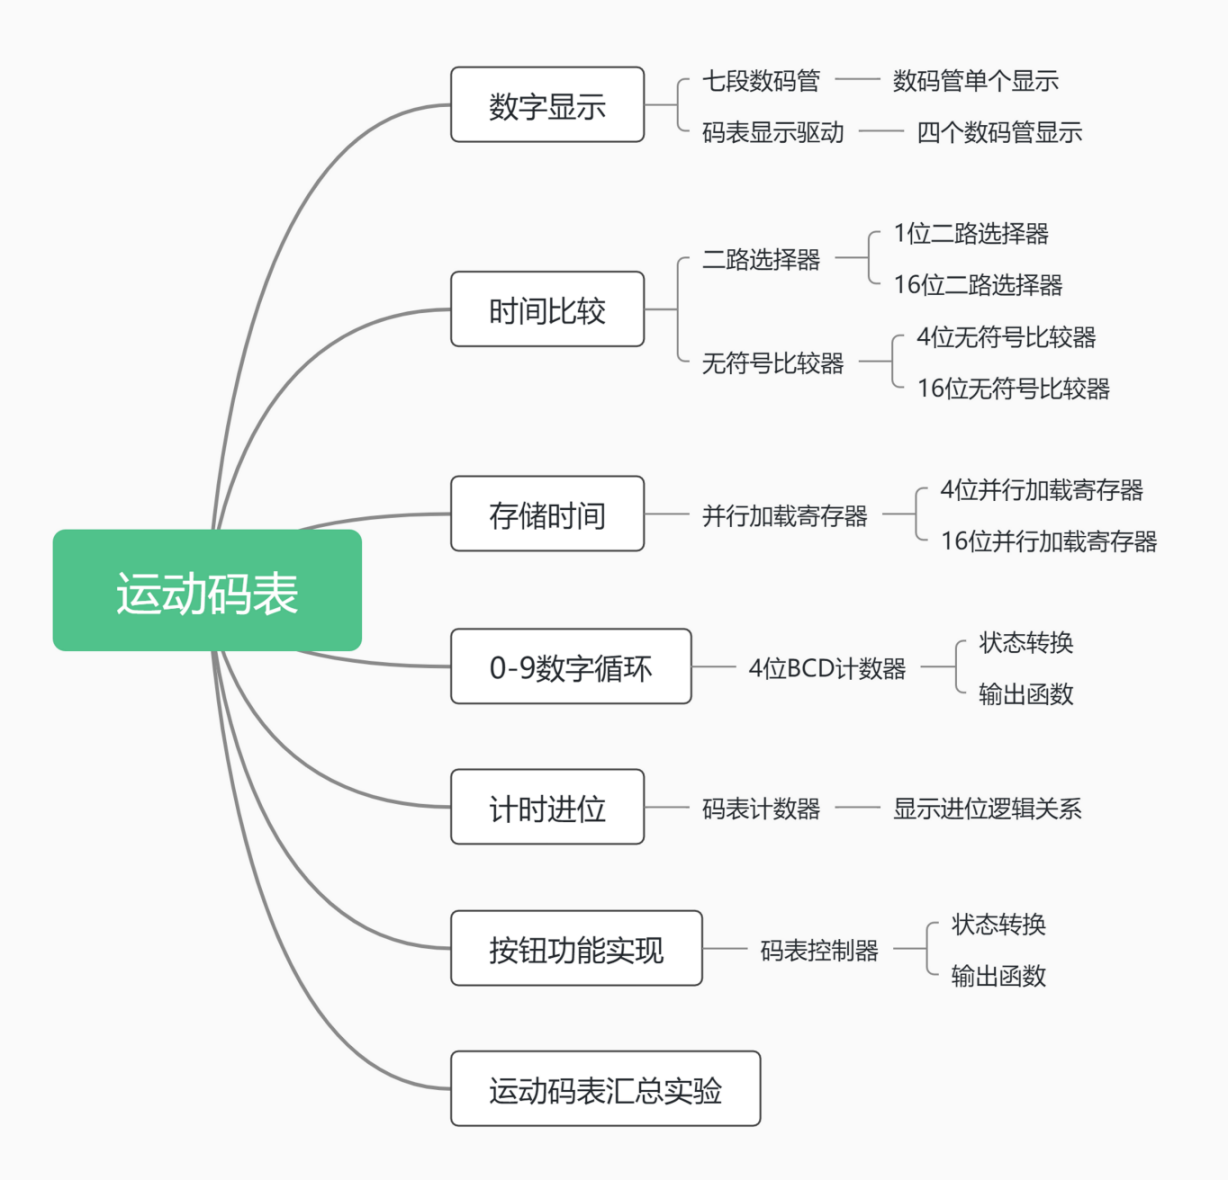 运动码表
数字显示
七段数码管
数码管单个显示
码表显示驱动
四个数码管显示
时间比较
二路选择器
1位二路选择器
16位二路选择器
无符号比较器
4位无符号比较器
16位无符号比较器
存储时间
并行加载寄存器
4位并行加载寄存器
16位并行加载寄存器
0-9数字循环
4位BCD计数器
状态转换
输出函数
计时进位
码表计数器
显示进位逻辑关系
按钮功能实现
码表控制器
状态转换
输出函数
运动码表汇总实验